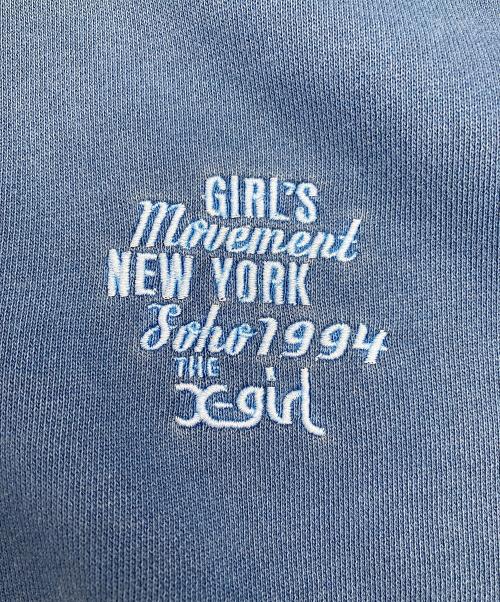 GIRL'S
Movement
NEW YORK
Soho 1994
THE
X-girl